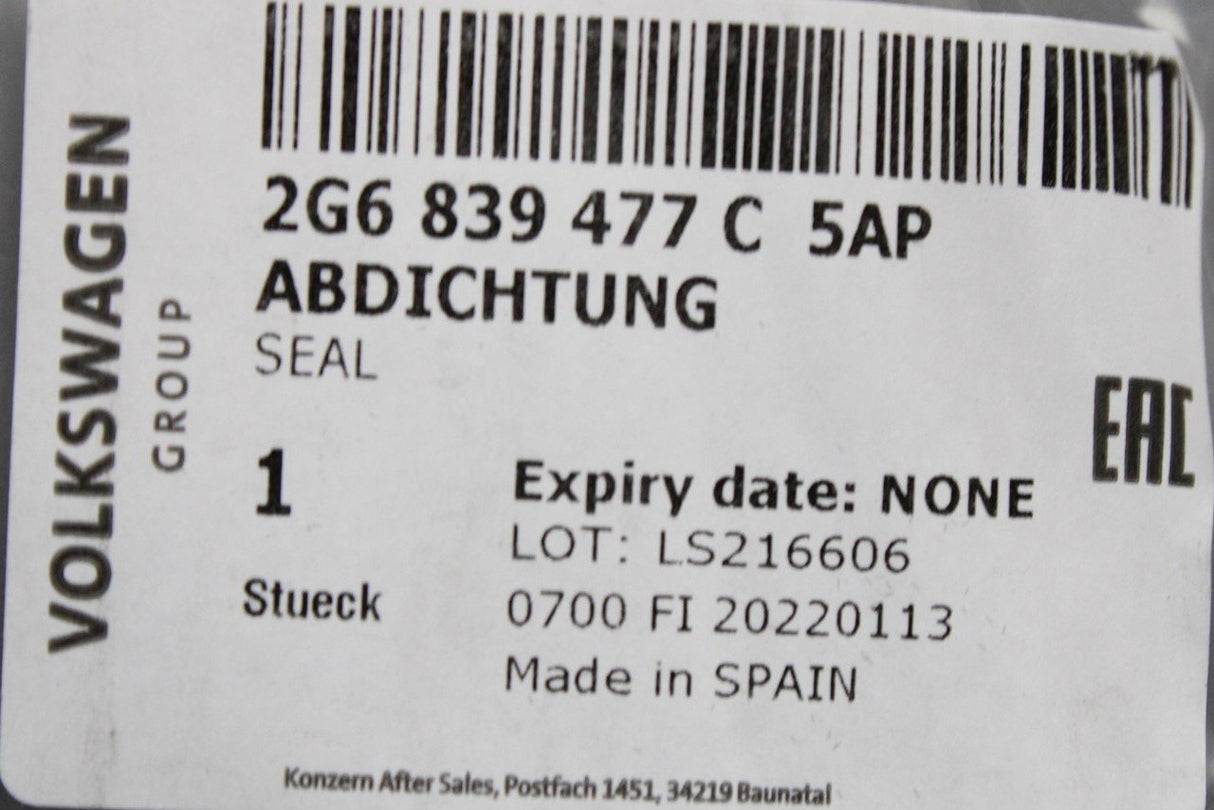 VOLKSWAGEN
GROUP
2G6 839 477 C 5AP
ABDICHTUNG
SEAL
EAC
1
Stueck
Expiry date: NONE
LOT: LS216606
0700 FI 20220113
Made in SPAIN
Konzern After Sales, Postfach 1451, 34219 Baunatal